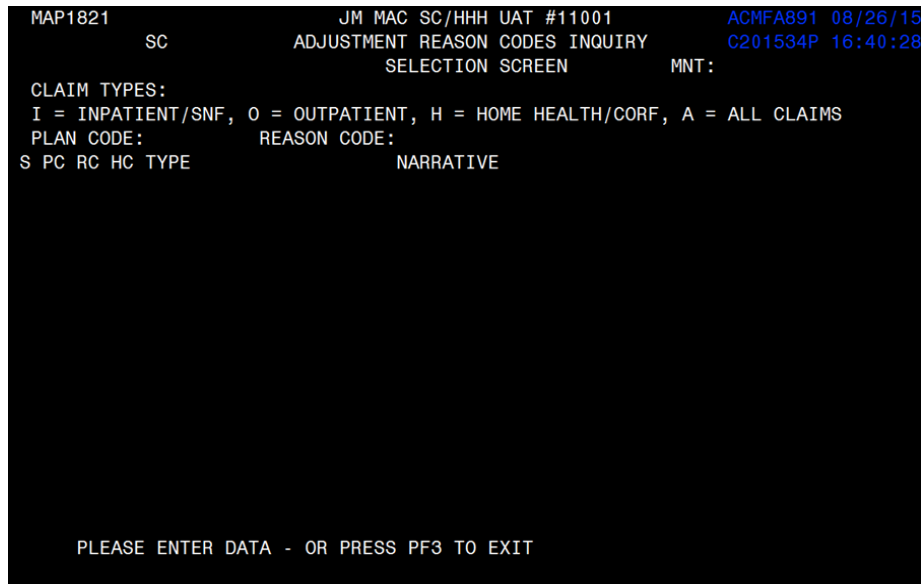 MAP1821 JM MAC SC/HHH UAT #11001 ACMFA891 08/26/15
SC ADJUSTMENT REASON CODES INQUIRY C201534P 16:40:28
SELECTION SCREEN MNT:
CLAIM TYPES:
I = INPATIENT/SNF, O = OUTPATIENT, H = HOME HEALTH/CORF, A = ALL CLAIMS
PLAN CODE: REASON CODE:
S PC RC HC TYPE NARRATIVE
PLEASE ENTER DATA - OR PRESS PF3 TO EXIT